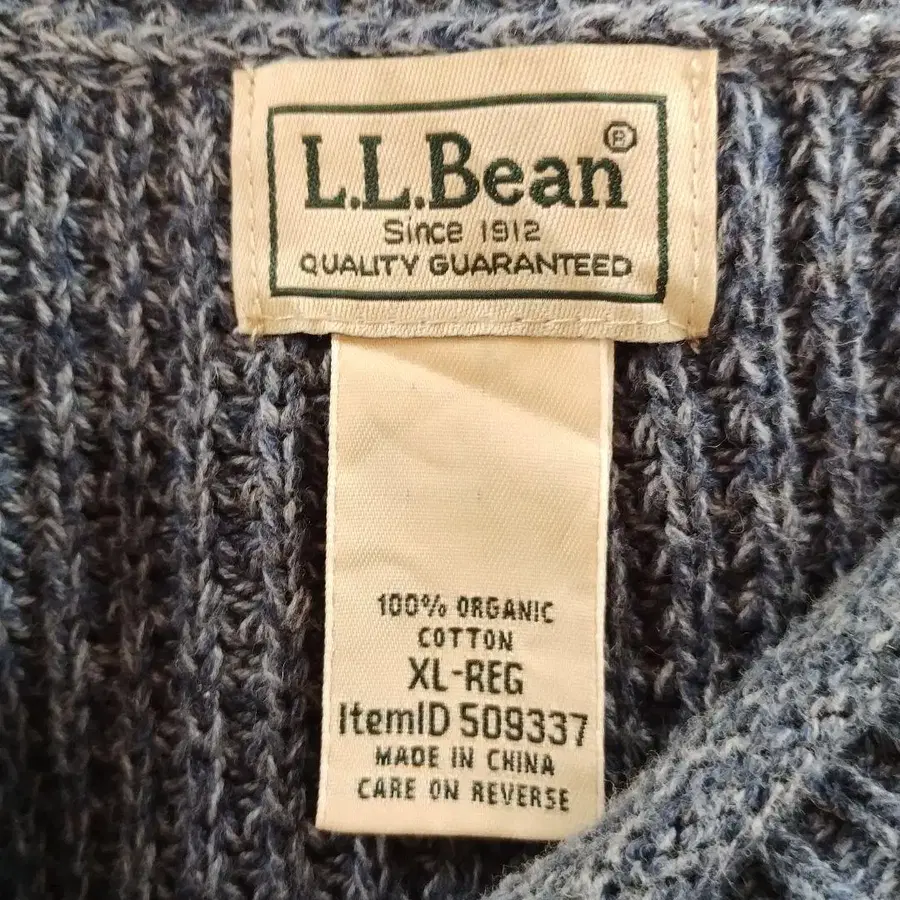 L.L.Bean®
Since 1912
QUALITY GUARANTEED
100% ORGANIC
COTTON
XL-REG
ItemID 509337
MADE IN CHINA
CARE ON REVERSE